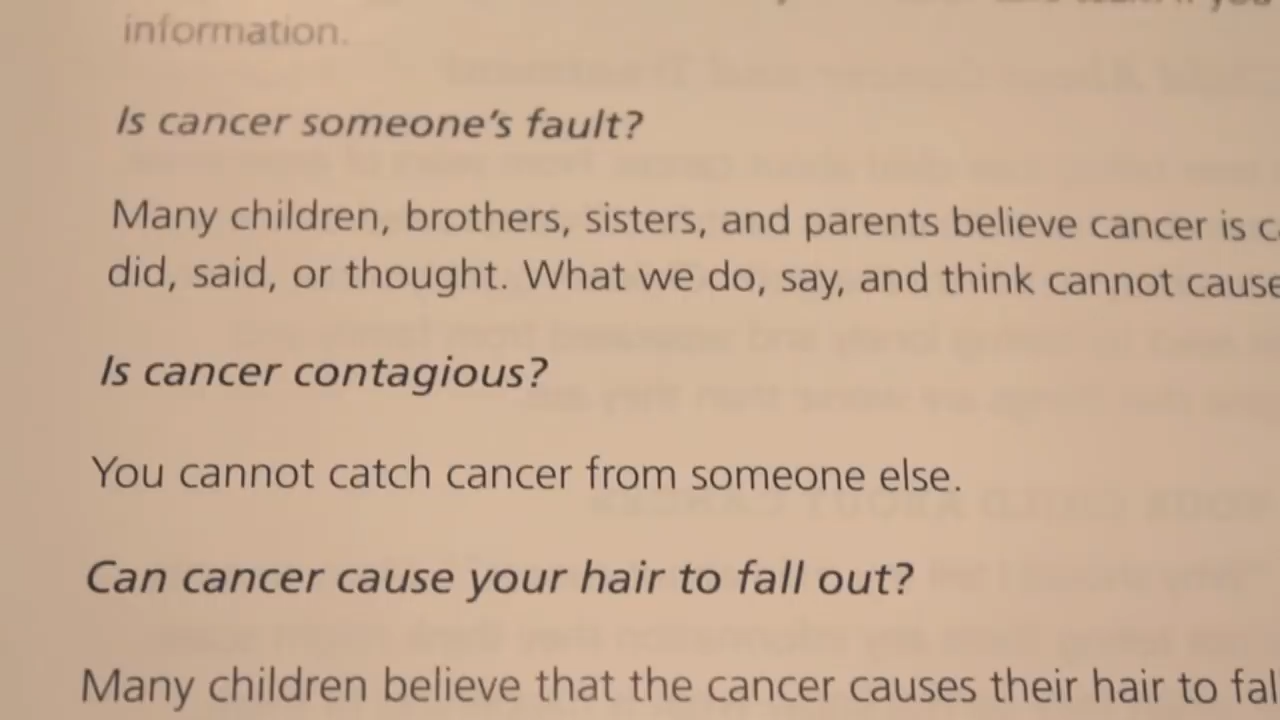 information.
Is cancer someone's fault?
Many children, brothers, sisters, and parents believe cancer is
did, said, or thought. What we do, say, and think cannot cause
Is cancer contagious?
You cannot catch cancer from someone else.
Can cancer cause your hair to fall out?
Many children believe that the cancer causes their hair to fal